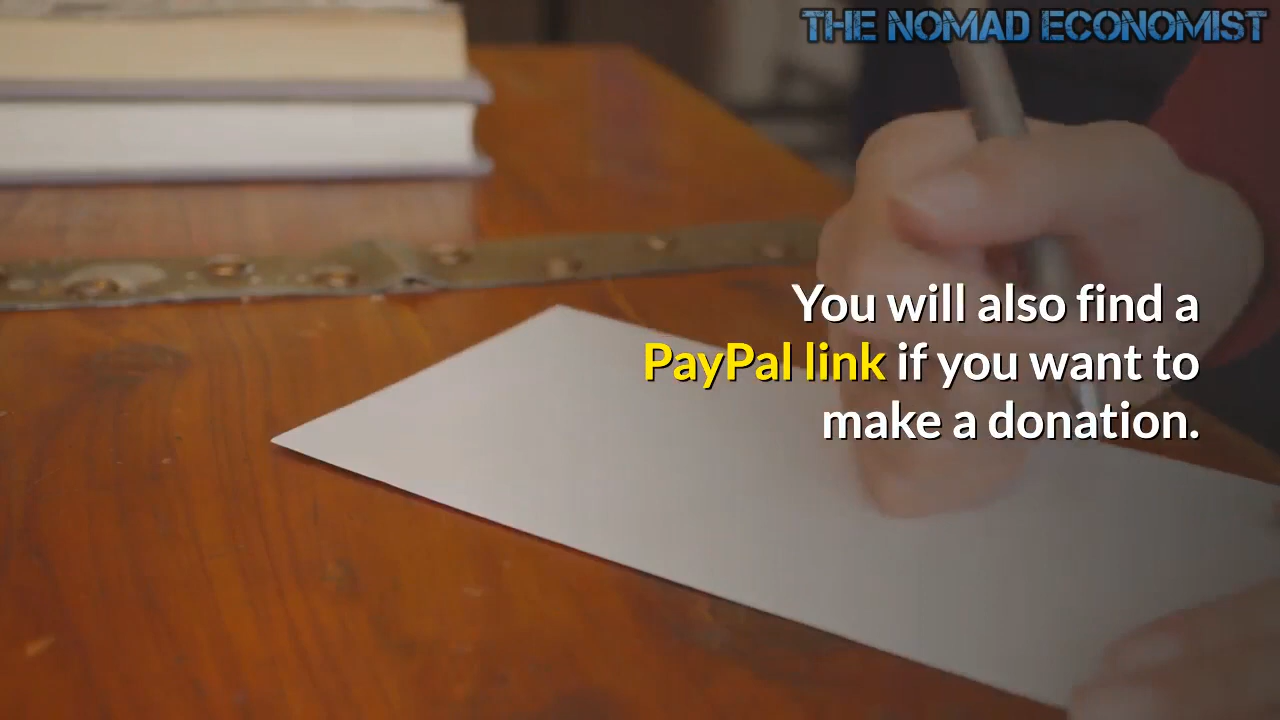 THE NOMAD ECONOMIST
You will also find a
PayPal link if you want to
make a donation.